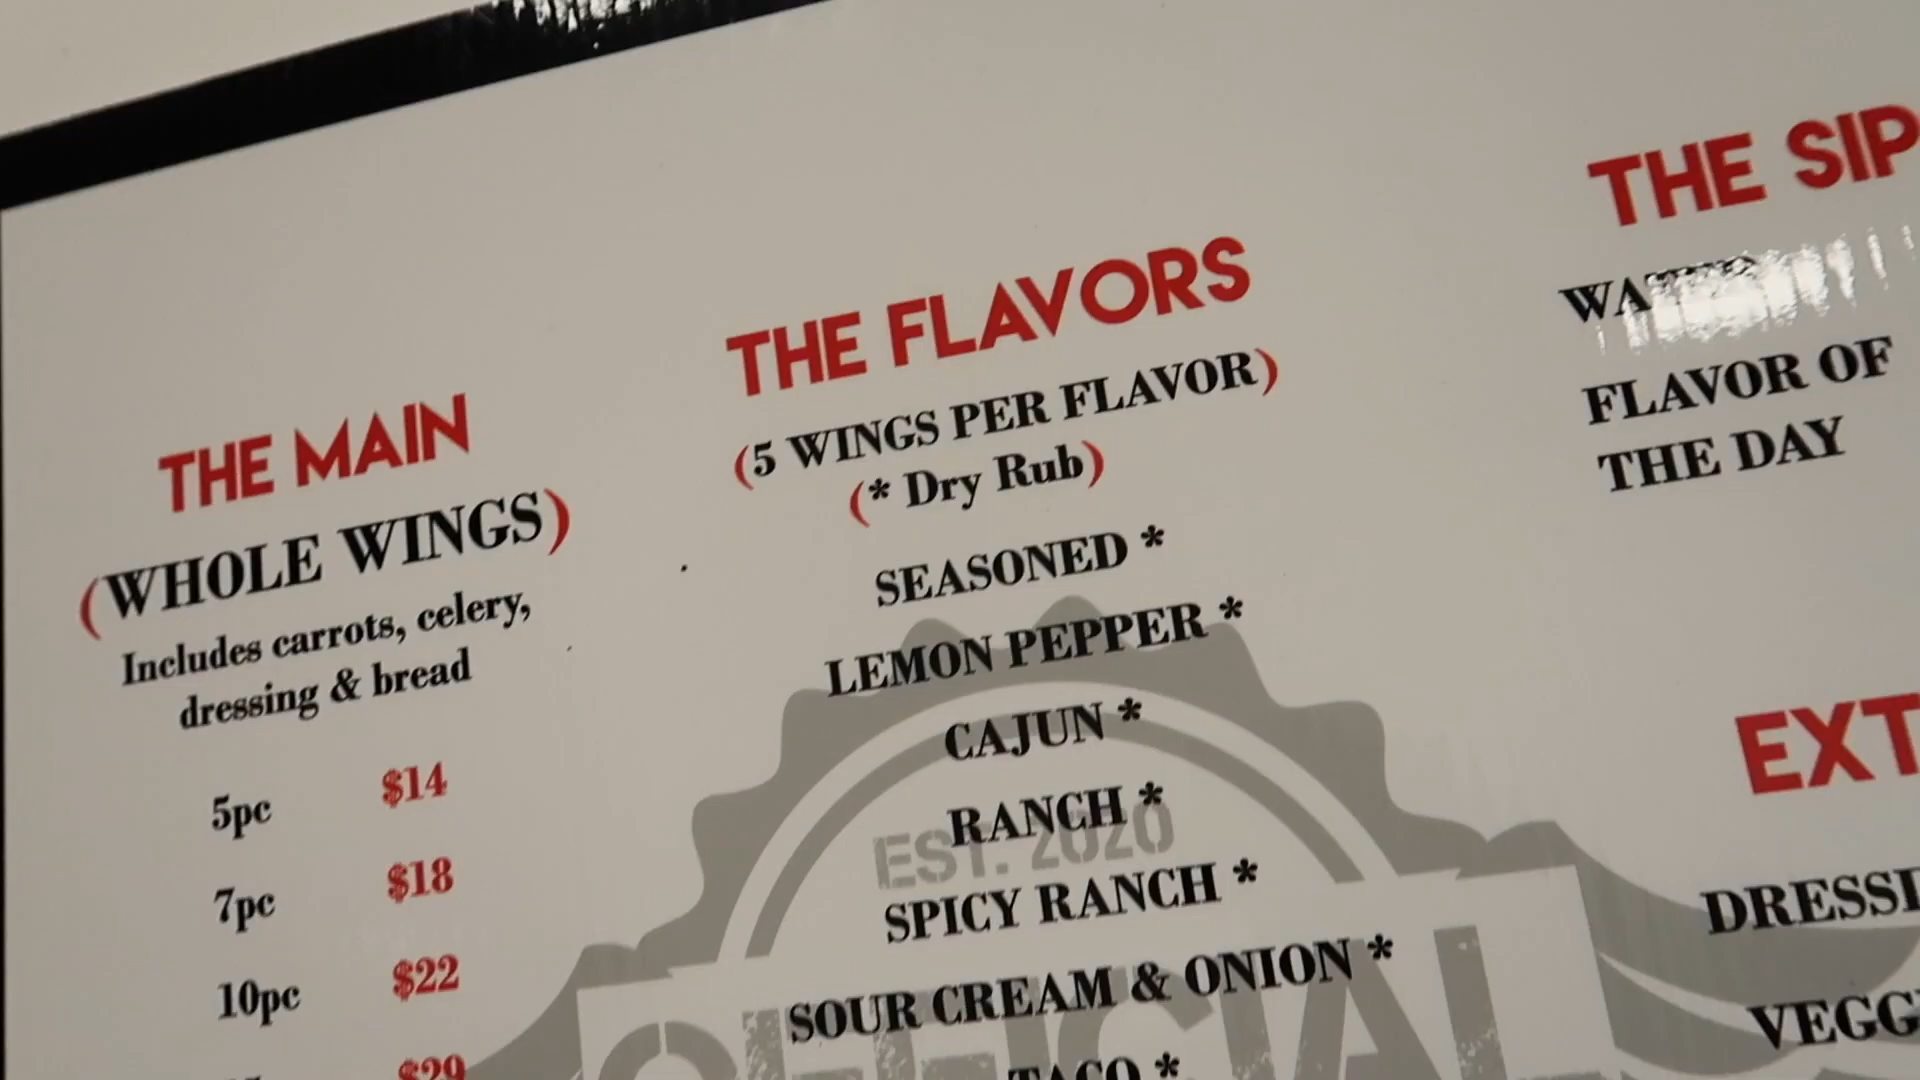 THE MAIN
(WHOLE WINGS)
Includes carrots, celery,
dressing & bread
5pc $14
7pc $18
10pc $22
$29
THE FLAVORS
(5 WINGS PER FLAVOR)
(* Dry Rub)
SEASONED *
LEMON PEPPER *
CAJUN *
RANCH *
SPICY RANCH *
SOUR CREAM & ONION *
TACO *
EST. 2020
OFFICIAL
THE SIP
FLAVOR OF
THE DAY
EXT
DRESSI
VEGG